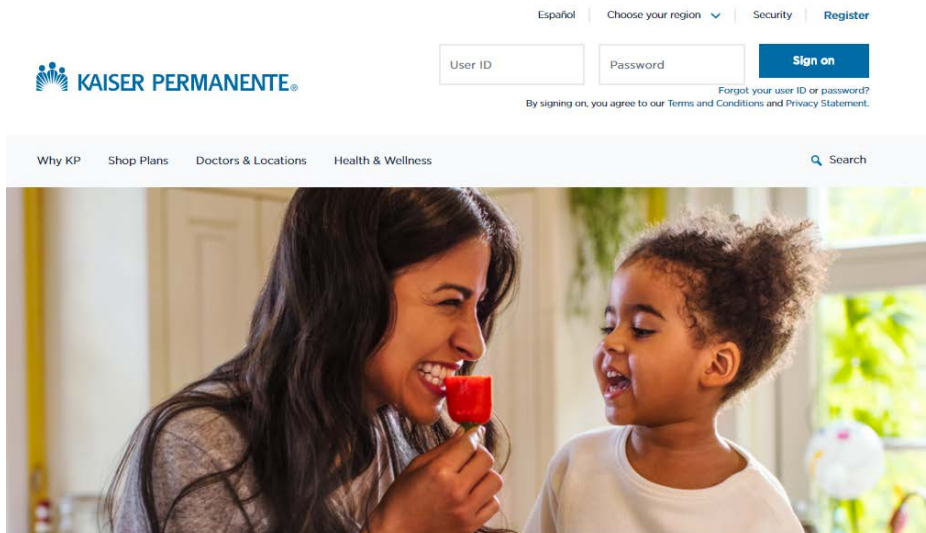 Español Choose your region Security Register
KAISER PERMANENTE®
User ID Password Sign on
Forgot your user ID or password?
By signing on, you agree to our Terms and Conditions and Privacy Statement.
Why KP Shop Plans Doctors & Locations Health & Wellness Search